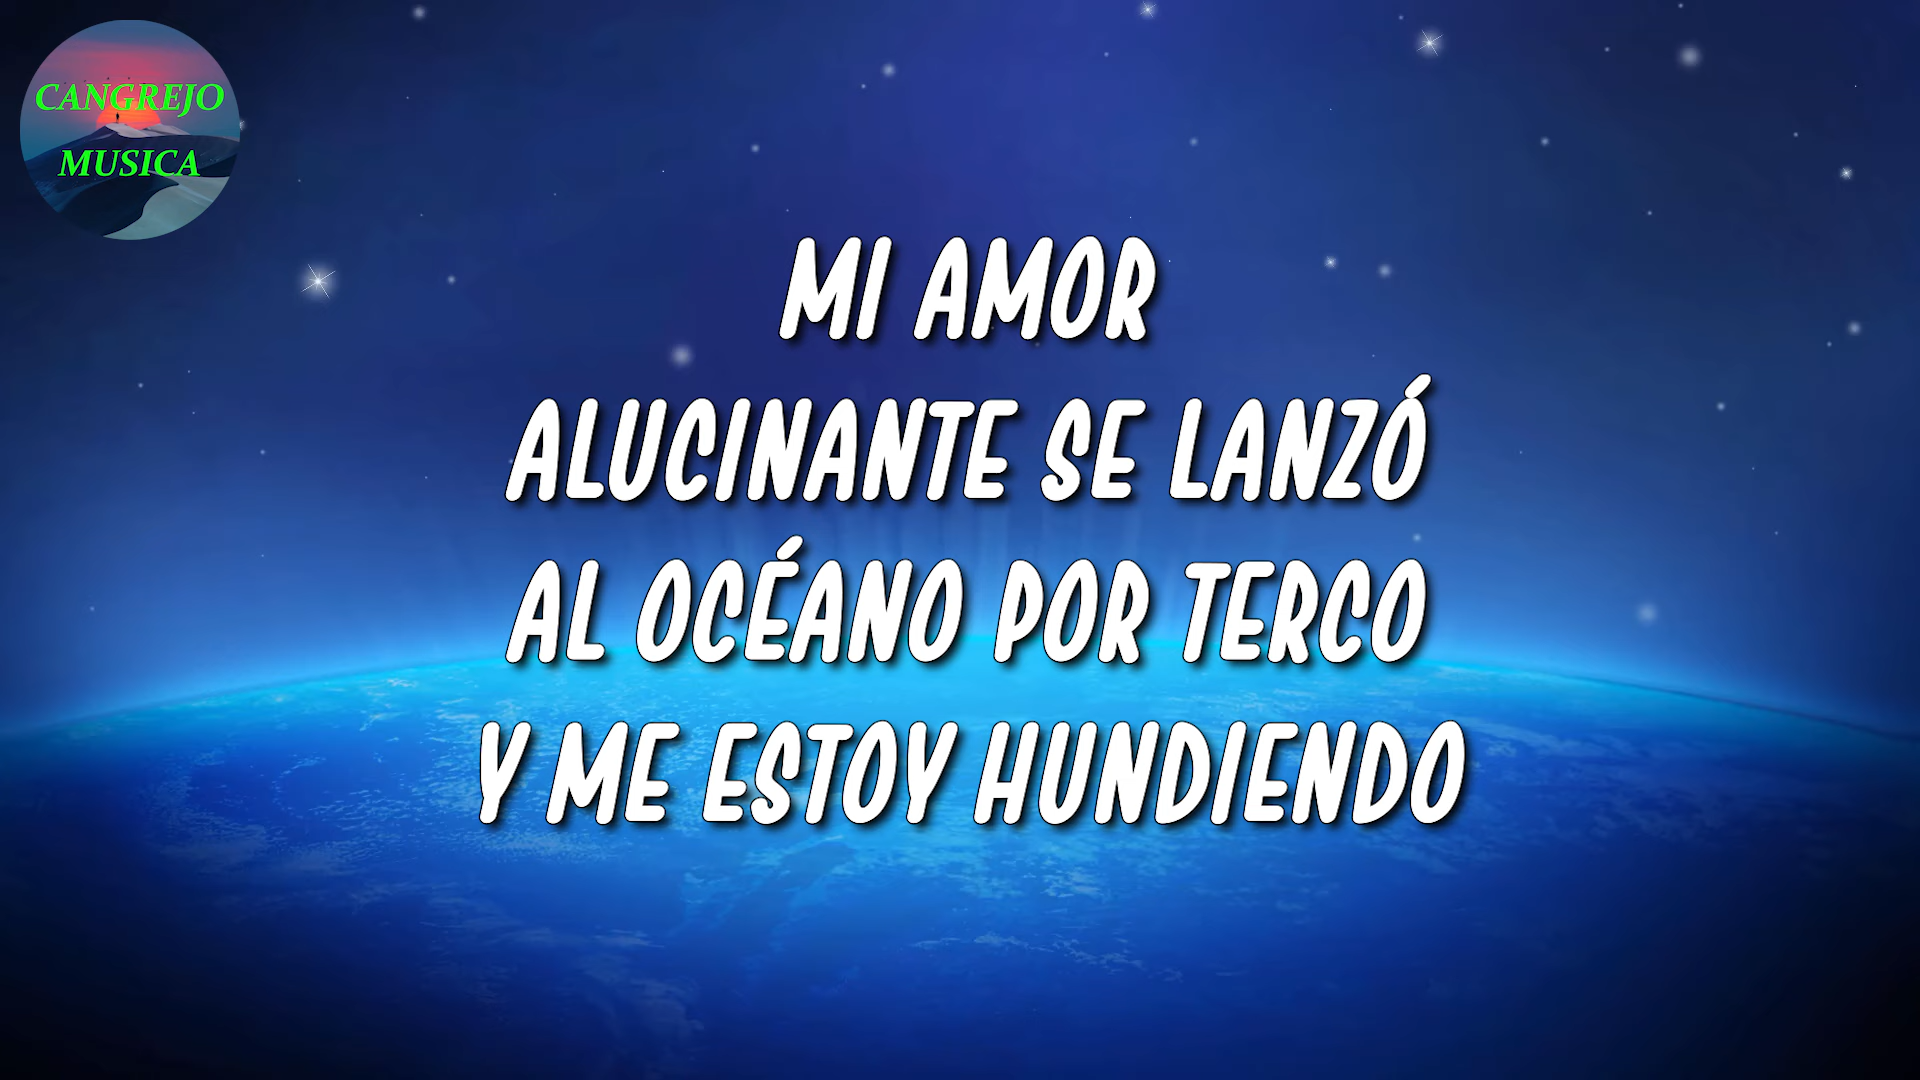 CANGREJO
MUSICA
MI AMOR
ALUCINANTE SE LANZÓ
AL OCÉANO POR TERCO
Y ME ESTOY HUNDIENDO